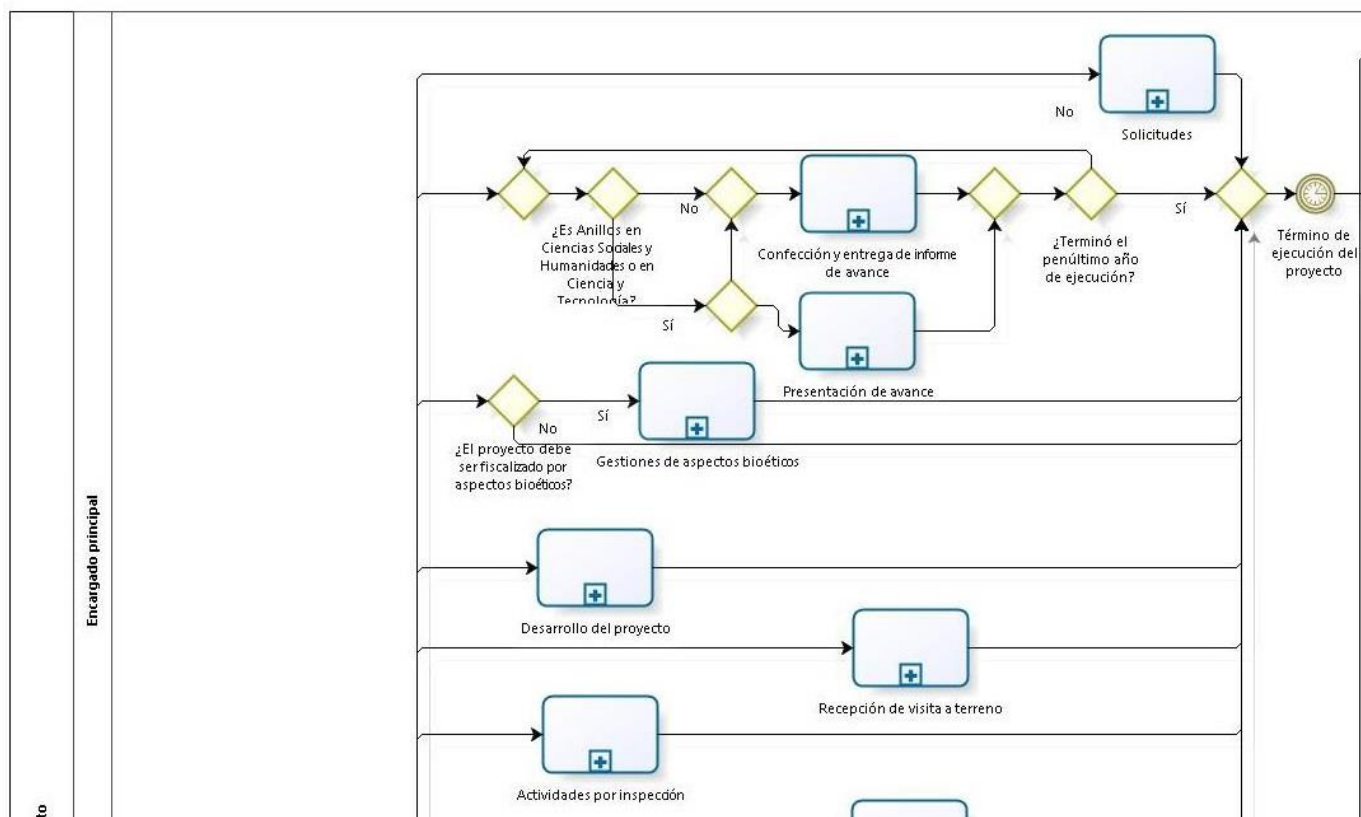 No
Solicitudes
No
Sí
¿Es Anillos en
Ciencias Sociales y
Humanidades o en
Ciencia y
Tecnología?
Confección y entrega de informe
de avance
¿Terminó el
penúltimo año
de ejecución?
Término de
ejecución del
proyecto
Sí
Presentación de avance
Sí
No
¿El proyecto debe
ser fiscalizado por
aspectos bioéticos?
Gestiones de aspectos bioéticos
Encargado principal
Desarrollo del proyecto
Recepción de visita a terreno
Actividades por inspección
to